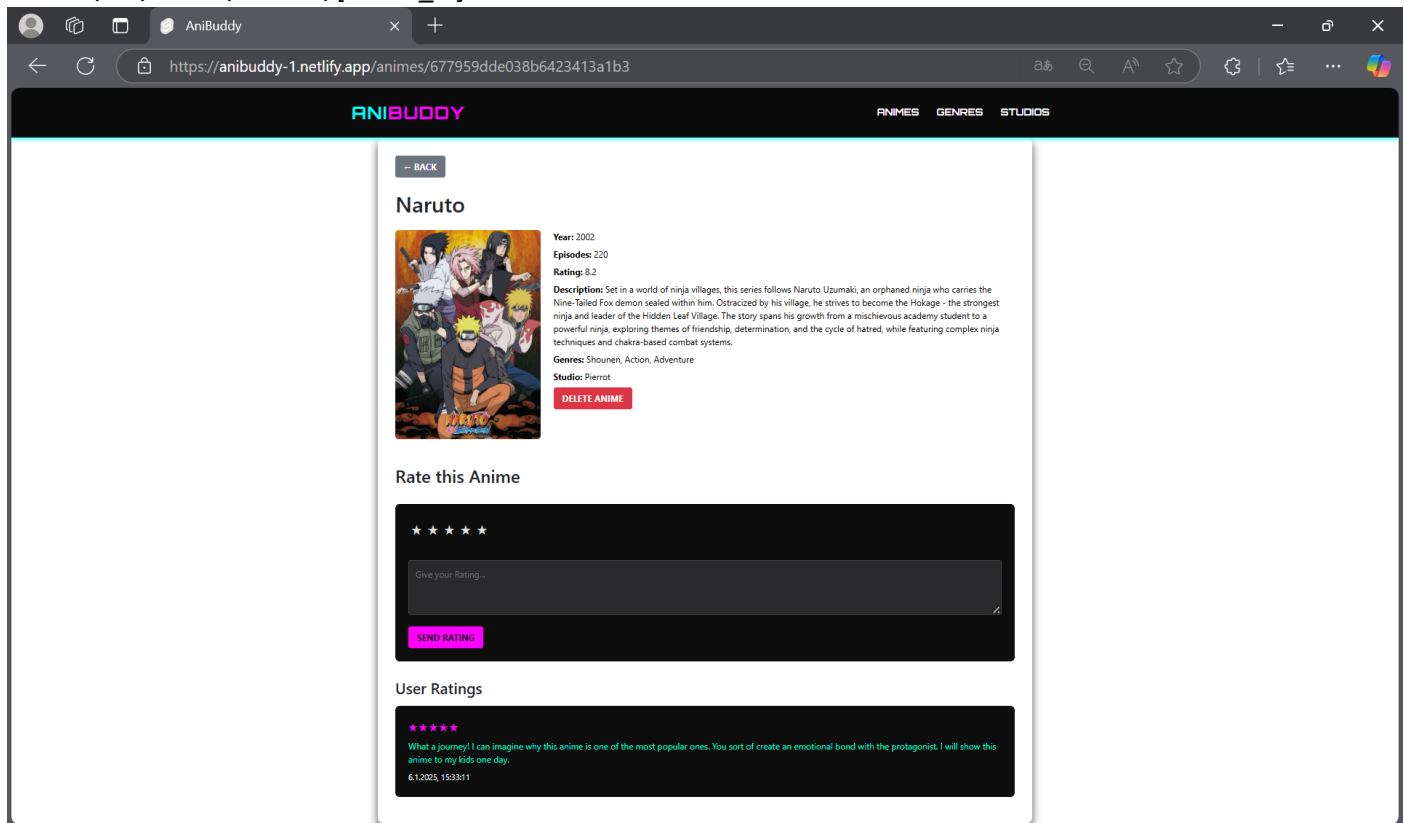 AniBuddy
https://anibuddy-1.netlify.app/animes/677959dde038b6423413a1b3
ANIBUDDY
ANIMES GENRES STUDIOS
← BACK
Naruto
Year: 2002
Episodes: 220
Rating: 8.2
Description: Set in a world of ninja villages, this series follows Naruto Uzumaki, an orphaned ninja who carries the
Nine-Tailed Fox demon sealed within him. Ostracized by his village, he strives to become the Hokage - the strongest
ninja and leader of the Hidden Leaf Village. The story spans his growth from a mischievous academy student to a
powerful ninja, exploring themes of friendship, determination, and the cycle of hatred, while featuring complex ninja
techniques and chakra-based combat systems.
Genres: Shounen, Action, Adventure
Studio: Pierrot
DELETE ANIME
NARUTO
Rate this Anime
★ ★ ★ ★ ★
Give your Rating...
SEND RATING
User Ratings
★★★★★
What a journey! I can imagine why this anime is one of the most popular ones. You sort of create an emotional bond with the protagonist. I will show this
anime to my kids one day.
6.1.2025, 15:33:11